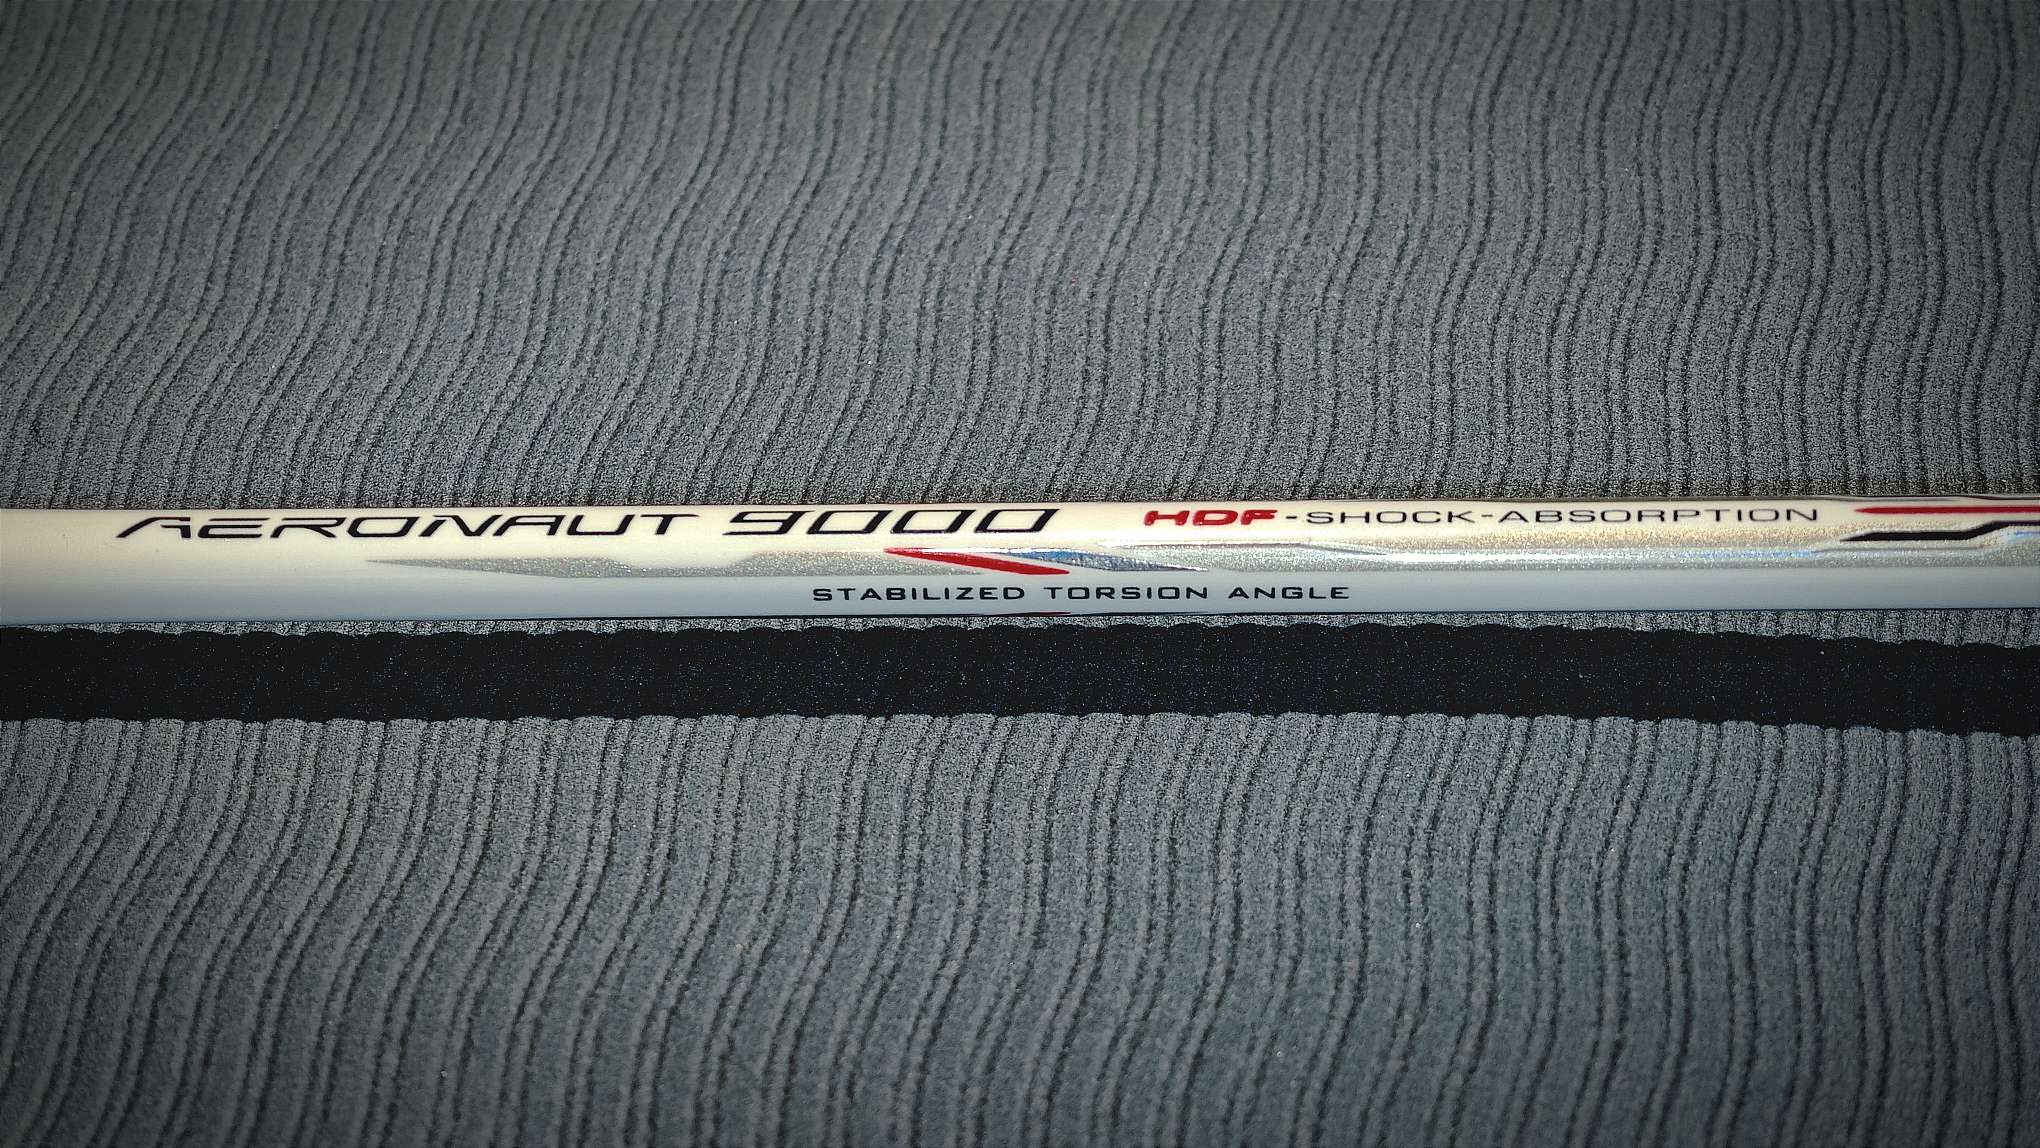 AERONAUT 9000 HDF-SHOCK-ABSORPTION
STABILIZED TORSION ANGLE